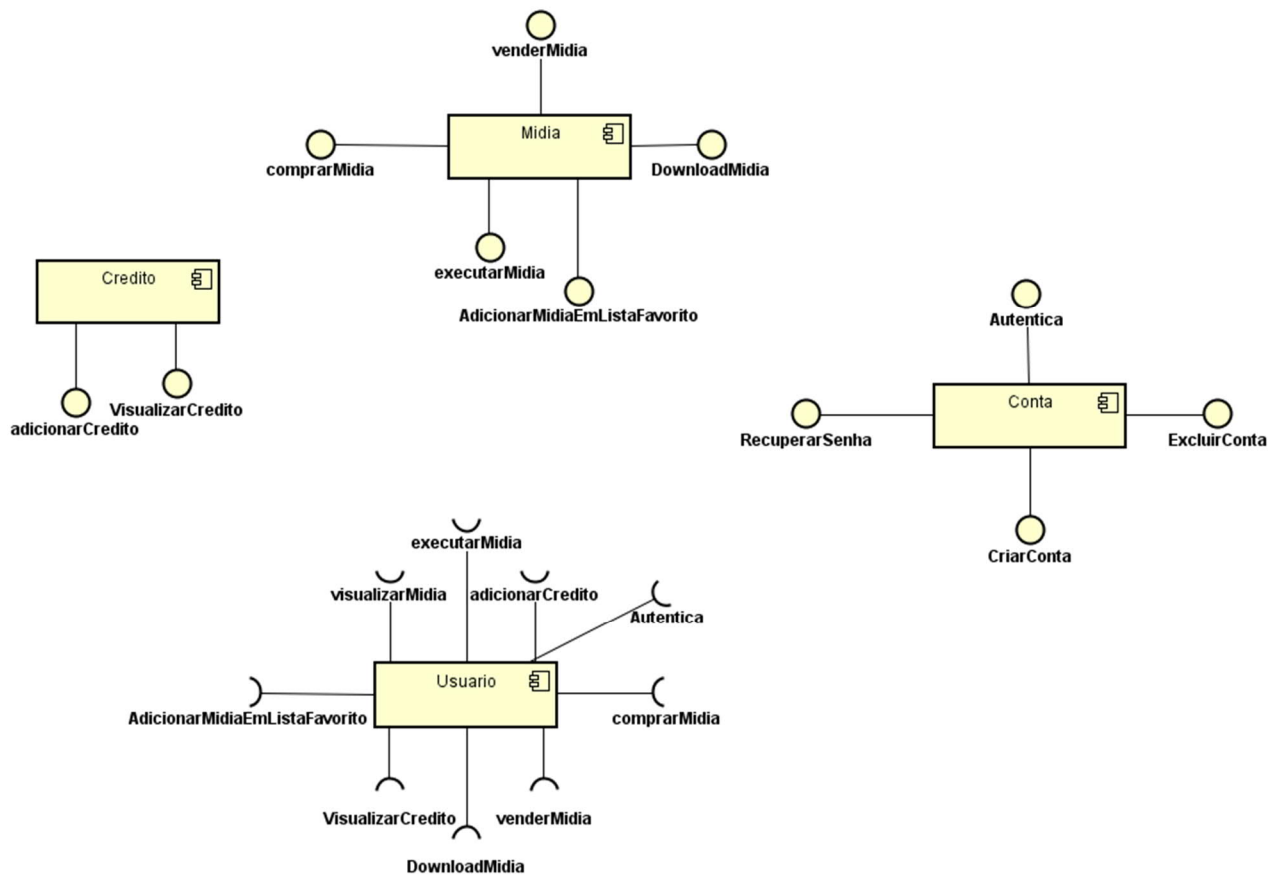 venderMidia
Midia
comprarMidia
DownloadMidia
executarMidia
AdicionarMidiaEmListaFavorito
Credito
adicionarCredito
VisualizarCredito
Autentica
Conta
RecuperarSenha
ExcluirConta
CriarConta
executarMidia
visualizarMidia
adicionarCredito
Autentica
Usuario
AdicionarMidiaEmListaFavorito
comprarMidia
VisualizarCredito
venderMidia
DownloadMidia